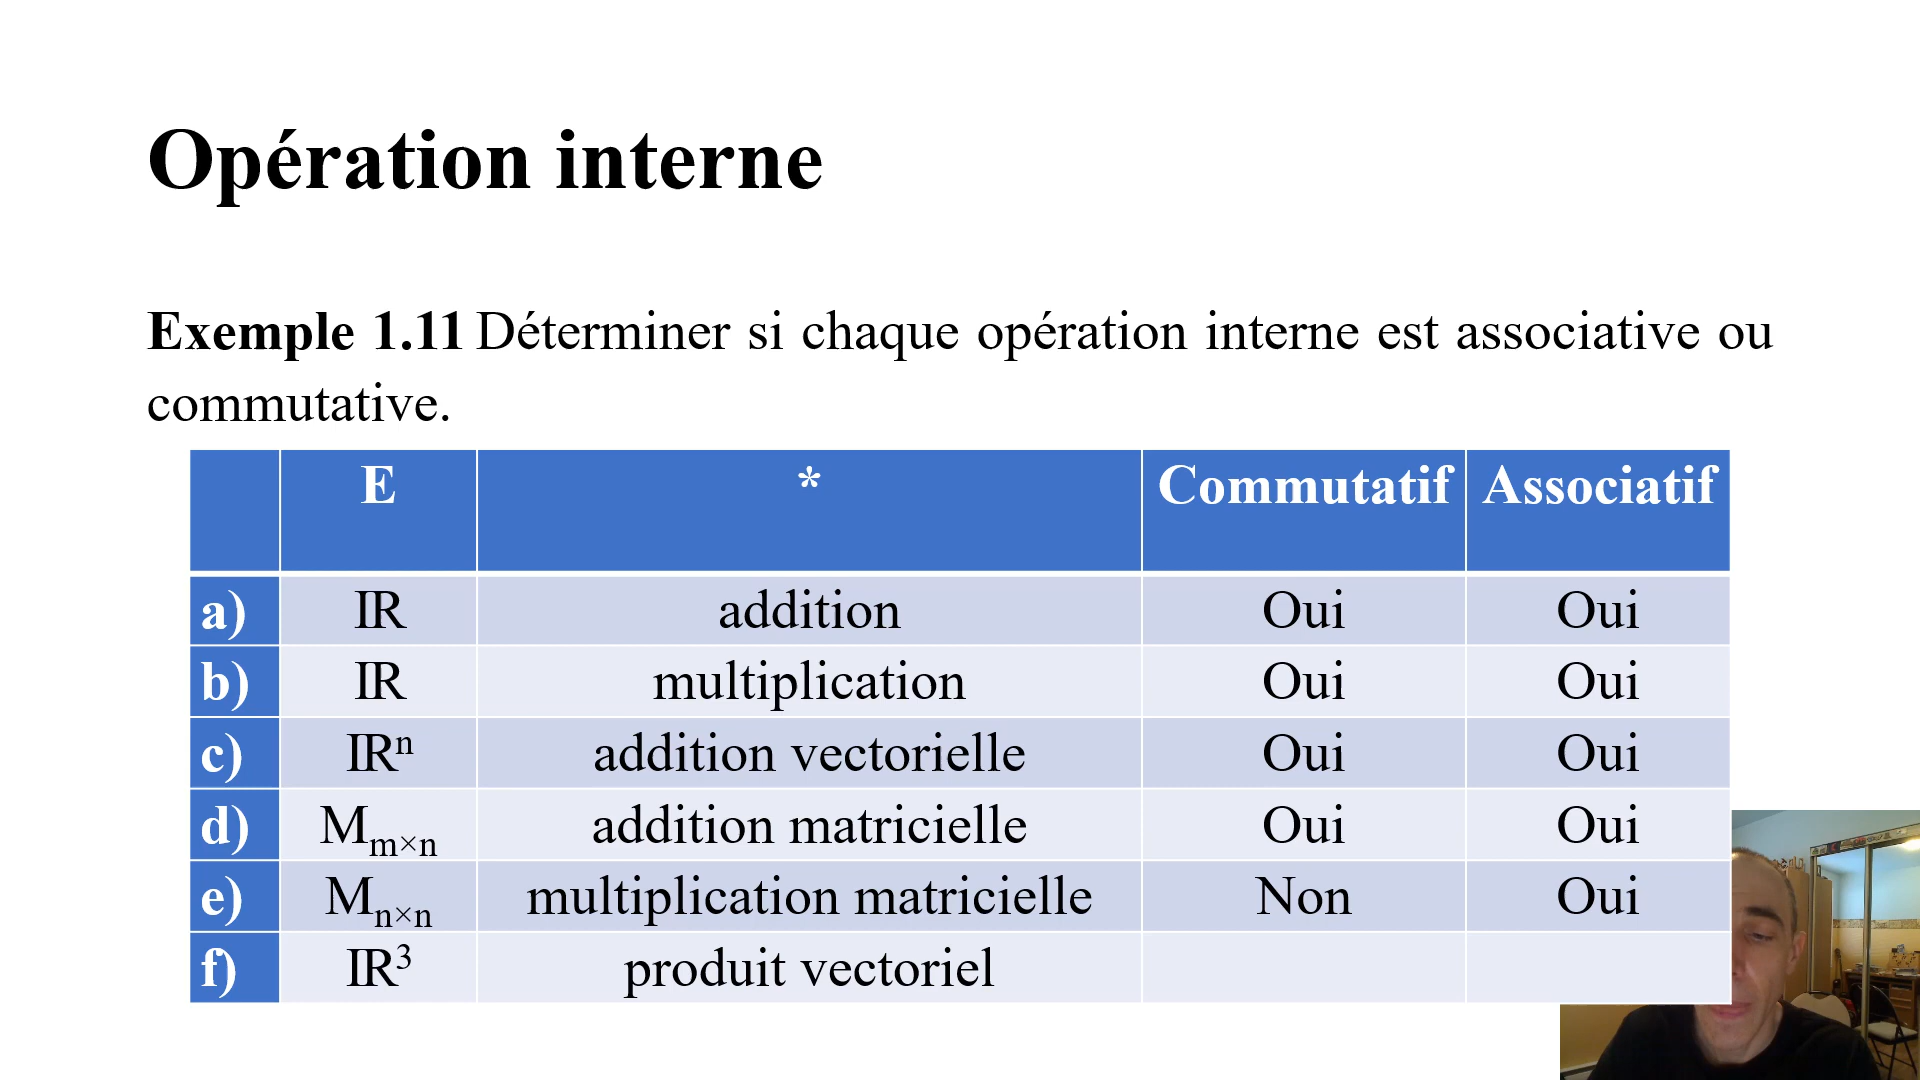 Opération interne
Exemple 1.11 Déterminer si chaque opération interne est associative ou
commutative.
E * Commutatif Associatif
a) IR addition Oui Oui
b) IR multiplication Oui Oui
c) IRⁿ addition vectorielle Oui Oui
d) Mm×n addition matricielle Oui Oui
e) Mn×n multiplication matricielle Non Oui
f) IR³ produit vectoriel